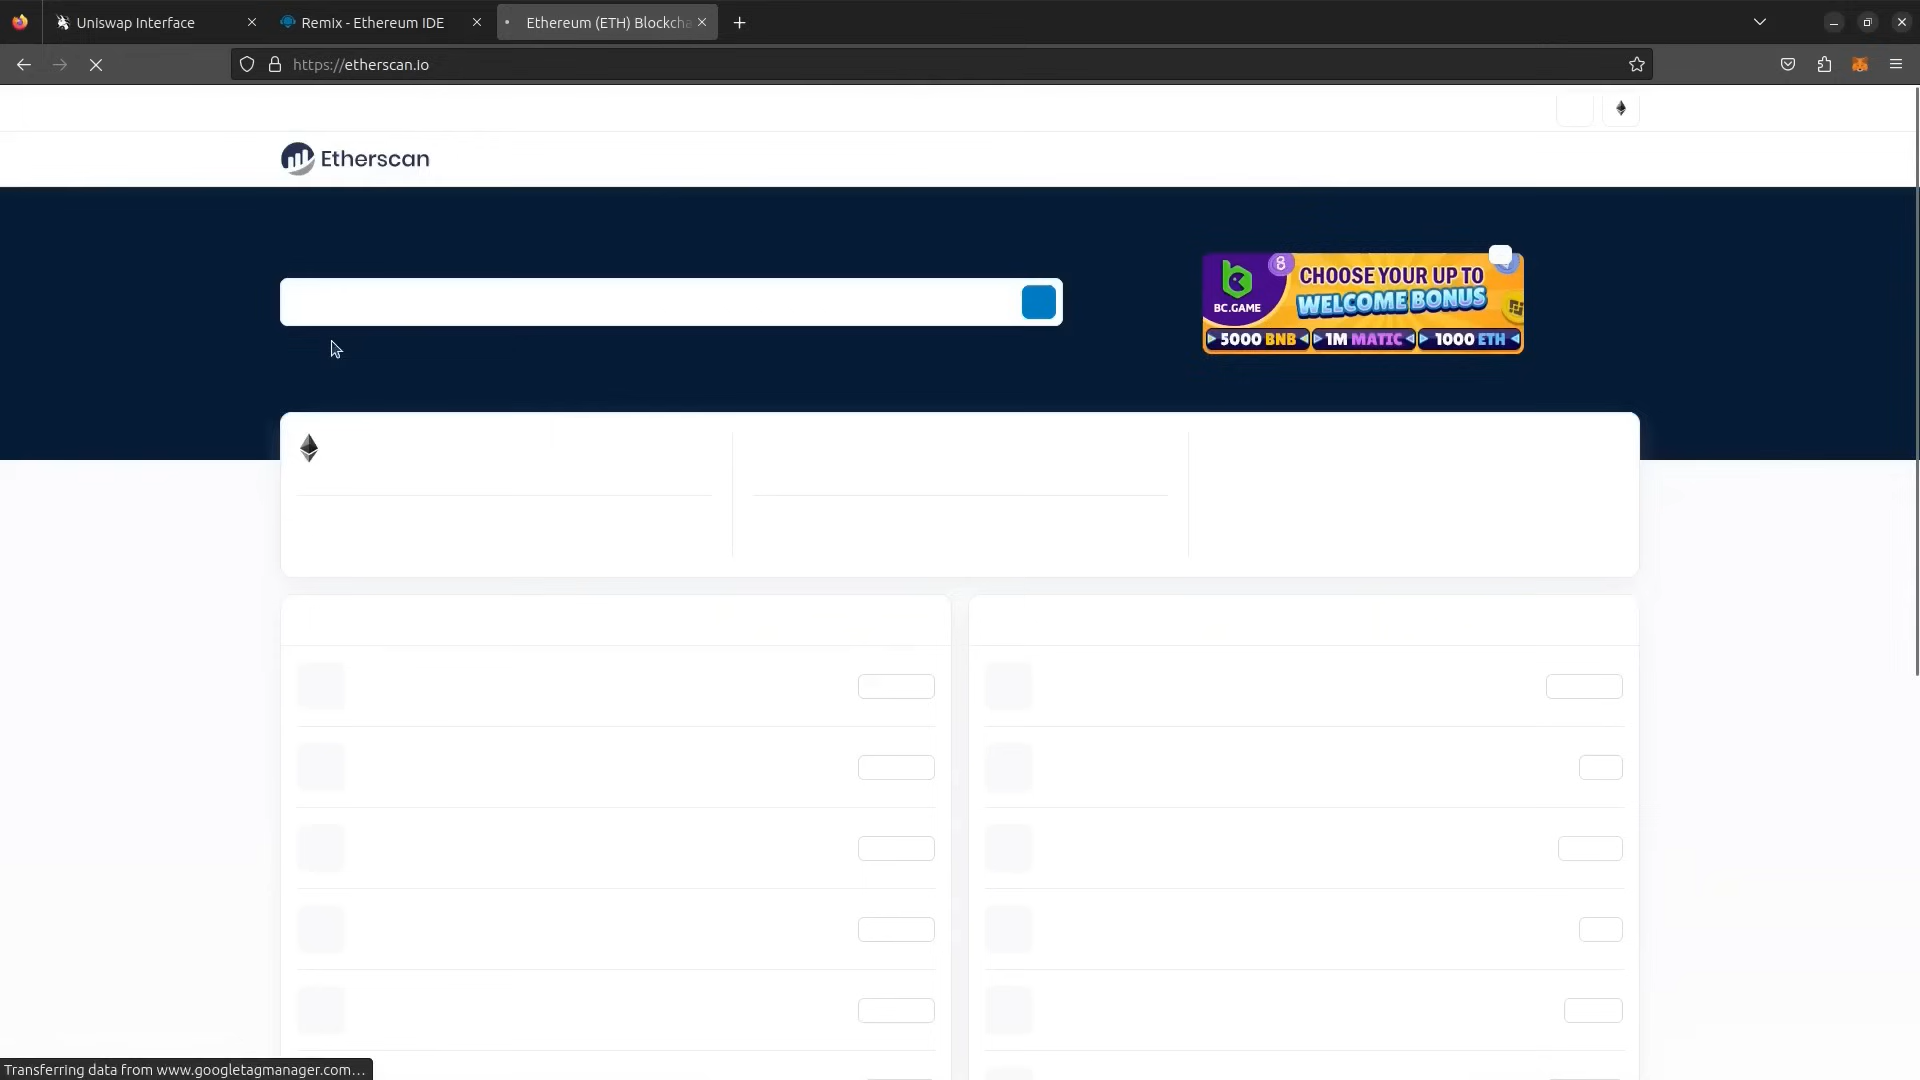 Uniswap Interface
Remix - Ethereum IDE
Ethereum (ETH) Blockcha
https://etherscan.io
Etherscan
8
CHOOSE YOUR UP TO
WELCOME BONUS
BC.GAME
5000 BNB
1M MATIC
1000 ETH
Transferring data from www.googletagmanager.com…